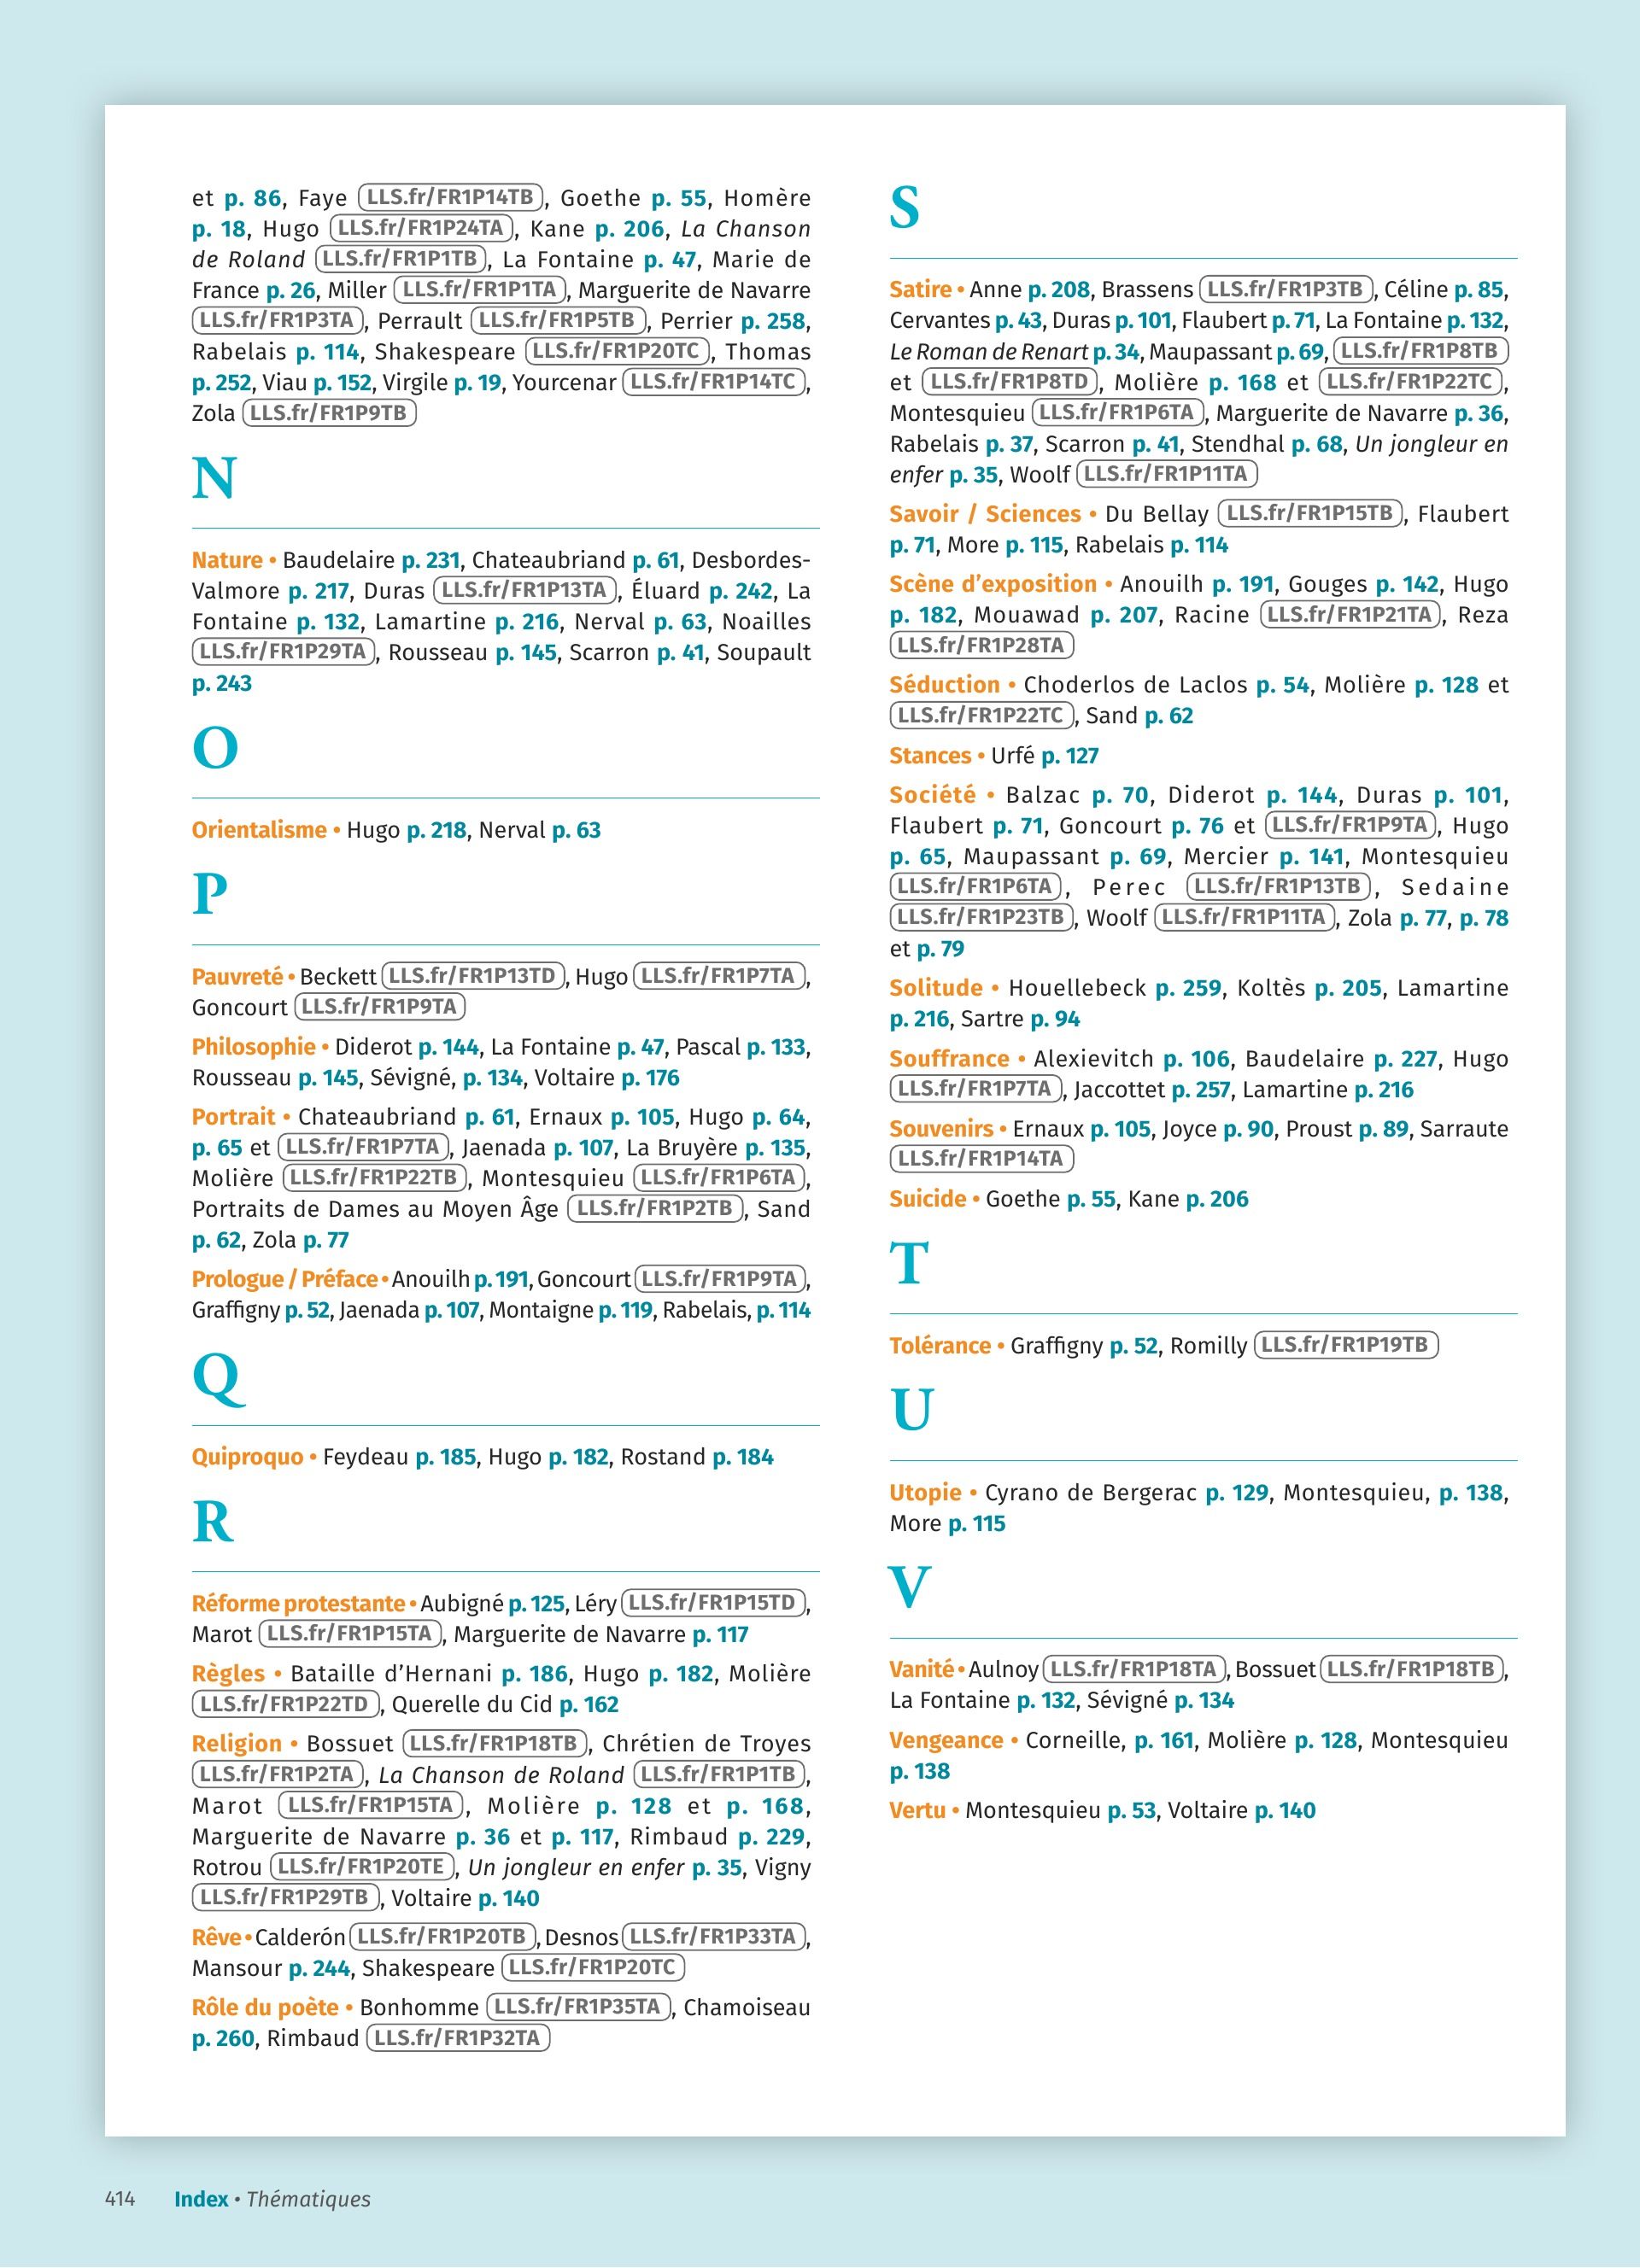 et p. 86, Faye LLS.fr/FR1P14TB, Goethe p. 55, Homère
p. 18, Hugo LLS.fr/FR1P24TA, Kane p. 206, La Chanson
de Roland LLS.fr/FR1P1TB, La Fontaine p. 47, Marie de
France p. 26, Miller LLS.fr/FR1P1TA, Marguerite de Navarre
LLS.fr/FR1P3TA, Perrault LLS.fr/FR1P5TB, Perrier p. 258,
Rabelais p. 114, Shakespeare LLS.fr/FR1P20TC, Thomas
p. 252, Viau p. 152, Virgile p. 19, Yourcenar LLS.fr/FR1P14TC,
Zola LLS.fr/FR1P9TB
N
Nature • Baudelaire p. 231, Chateaubriand p. 61, Desbordes-
Valmore p. 217, Duras LLS.fr/FR1P13TA, Éluard p. 242, La
Fontaine p. 132, Lamartine p. 216, Nerval p. 63, Noailles
LLS.fr/FR1P29TA, Rousseau p. 145, Scarron p. 41, Soupault
p. 243
O
Orientalisme • Hugo p. 218, Nerval p. 63
P
Pauvreté • Beckett LLS.fr/FR1P13TD, Hugo LLS.fr/FR1P7TA,
Goncourt LLS.fr/FR1P9TA
Philosophie • Diderot p. 144, La Fontaine p. 47, Pascal p. 133,
Rousseau p. 145, Sévigné, p. 134, Voltaire p. 176
Portrait • Chateaubriand p. 61, Ernaux p. 105, Hugo p. 64,
p. 65 et LLS.fr/FR1P7TA, Jaenada p. 107, La Bruyère p. 135,
Molière LLS.fr/FR1P22TB, Montesquieu LLS.fr/FR1P6TA,
Portraits de Dames au Moyen Âge LLS.fr/FR1P2TB, Sand
p. 62, Zola p. 77
Prologue / Préface • Anouilh p. 191, Goncourt LLS.fr/FR1P9TA,
Graffigny p. 52, Jaenada p. 107, Montaigne p. 119, Rabelais, p. 114
Q
Quiproquo • Feydeau p. 185, Hugo p. 182, Rostand p. 184
R
Réforme protestante • Aubigné p. 125, Léry LLS.fr/FR1P15TD,
Marot LLS.fr/FR1P15TA, Marguerite de Navarre p. 117
Règles • Bataille d'Hernani p. 186, Hugo p. 182, Molière
LLS.fr/FR1P22TD, Querelle du Cid p. 162
Religion • Bossuet LLS.fr/FR1P18TB, Chrétien de Troyes
LLS.fr/FR1P2TA, La Chanson de Roland LLS.fr/FR1P1TB,
Marot LLS.fr/FR1P15TA, Molière p. 128 et p. 168,
Marguerite de Navarre p. 36 et p. 117, Rimbaud p. 229,
Rotrou LLS.fr/FR1P20TE, Un jongleur en enfer p. 35, Vigny
LLS.fr/FR1P29TB, Voltaire p. 140
Rêve • Calderón LLS.fr/FR1P20TB, Desnos LLS.fr/FR1P33TA,
Mansour p. 244, Shakespeare LLS.fr/FR1P20TC
Rôle du poète • Bonhomme LLS.fr/FR1P35TA, Chamoiseau
p. 260, Rimbaud LLS.fr/FR1P32TA
S
Satire • Anne p. 208, Brassens LLS.fr/FR1P3TB, Céline p. 85,
Cervantes p. 43, Duras p. 101, Flaubert p. 71, La Fontaine p. 132,
Le Roman de Renart p. 34, Maupassant p. 69, LLS.fr/FR1P8TB
et LLS.fr/FR1P8TD, Molière p. 168 et LLS.fr/FR1P22TC,
Montesquieu LLS.fr/FR1P6TA, Marguerite de Navarre p. 36,
Rabelais p. 37, Scarron p. 41, Stendhal p. 68, Un jongleur en
enfer p. 35, Woolf LLS.fr/FR1P11TA
Savoir / Sciences • Du Bellay LLS.fr/FR1P15TB, Flaubert
p. 71, More p. 115, Rabelais p. 114
Scène d'exposition • Anouilh p. 191, Gouges p. 142, Hugo
p. 182, Mouawad p. 207, Racine LLS.fr/FR1P21TA, Reza
LLS.fr/FR1P28TA
Séduction • Choderlos de Laclos p. 54, Molière p. 128 et
LLS.fr/FR1P22TC, Sand p. 62
Stances • Urfé p. 127
Société • Balzac p. 70, Diderot p. 144, Duras p. 101,
Flaubert p. 71, Goncourt p. 76 et LLS.fr/FR1P9TA, Hugo
p. 65, Maupassant p. 69, Mercier p. 141, Montesquieu
LLS.fr/FR1P6TA, Perec LLS.fr/FR1P13TB, Sedaine
LLS.fr/FR1P23TB, Woolf LLS.fr/FR1P11TA, Zola p. 77, p. 78
et p. 79
Solitude • Houellebeck p. 259, Koltès p. 205, Lamartine
p. 216, Sartre p. 94
Souffrance • Alexievitch p. 106, Baudelaire p. 227, Hugo
LLS.fr/FR1P7TA, Jaccottet p. 257, Lamartine p. 216
Souvenirs • Ernaux p. 105, Joyce p. 90, Proust p. 89, Sarraute
LLS.fr/FR1P14TA
Suicide • Goethe p. 55, Kane p. 206
T
Tolérance • Graffigny p. 52, Romilly LLS.fr/FR1P19TB
U
Utopie • Cyrano de Bergerac p. 129, Montesquieu, p. 138,
More p. 115
V
Vanité • Aulnoy LLS.fr/FR1P18TA, Bossuet LLS.fr/FR1P18TB,
La Fontaine p. 132, Sévigné p. 134
Vengeance • Corneille, p. 161, Molière p. 128, Montesquieu
p. 138
Vertu • Montesquieu p. 53, Voltaire p. 140
414 Index • Thématiques